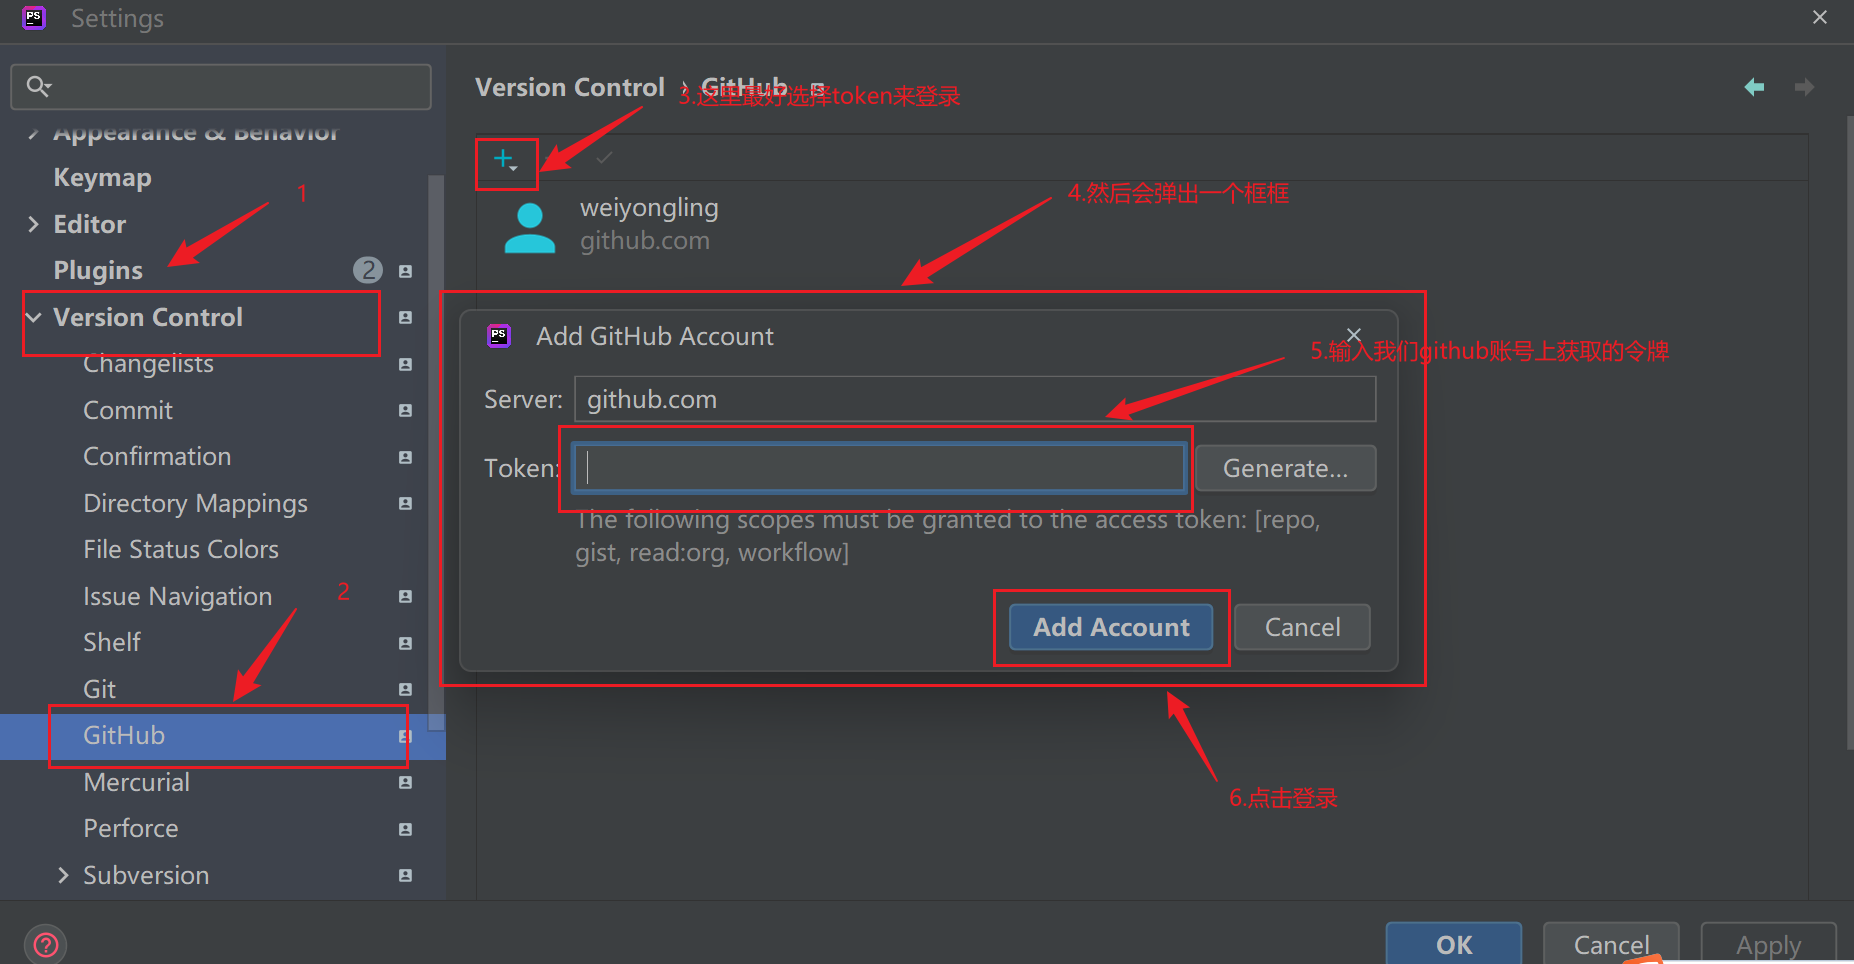 PS
Settings
Version Control › GitHub
3.这里最好选择token来登录
Appearance & Behavior
Keymap
1
Editor
Plugins
2
Version Control
Changelists
Commit
Confirmation
Directory Mappings
File Status Colors
Issue Navigation
2
Shelf
Git
GitHub
Mercurial
Perforce
Subversion
weiyongling
github.com
4.然后会弹出一个框框
PS
Add GitHub Account
5.输入我们github账号上获取的令牌
Server: github.com
Token: Generate...
The following scopes must be granted to the access token: [repo,
gist, read:org, workflow]
Add Account Cancel
6.点击登录
?
OK Cancel Apply